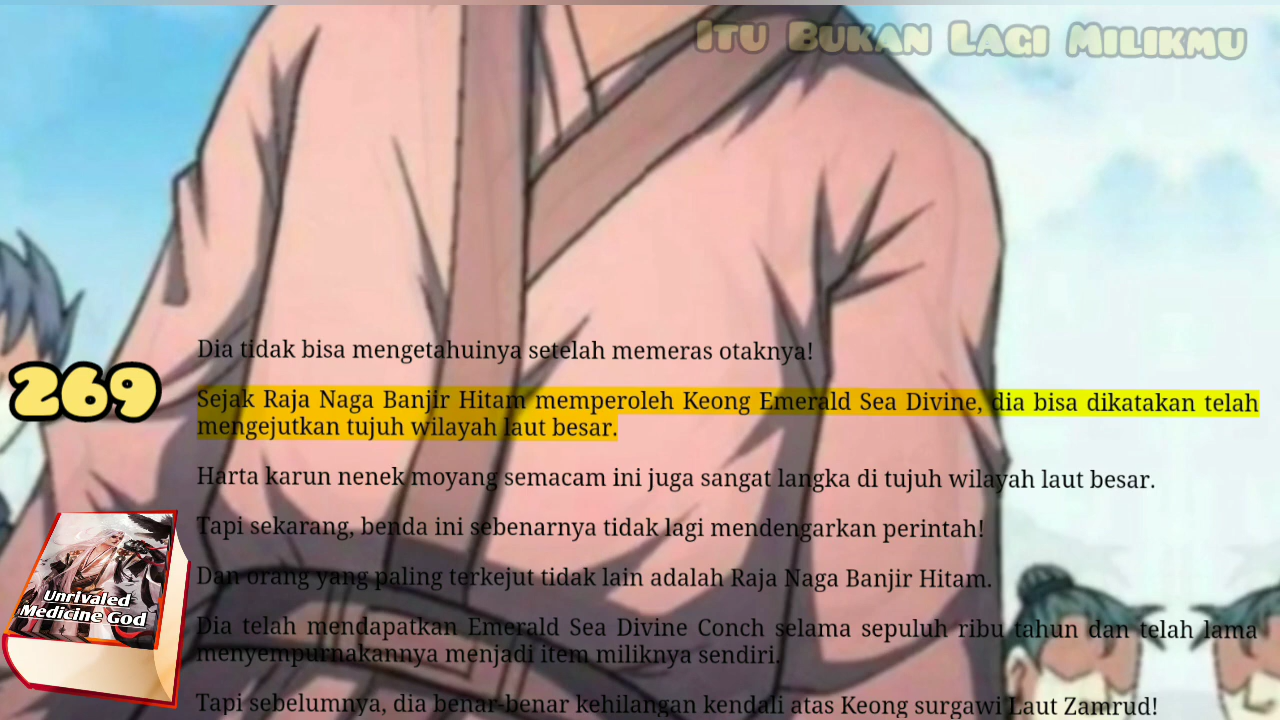 Itu Bukan Lagi Milikmu
Dia tidak bisa mengetahuinya setelah memeras otaknya!
269
Sejak Raja Naga Banjir Hitam memperoleh Keong Emerald Sea Divine, dia bisa dikatakan telah
mengejutkan tujuh wilayah laut besar.
Harta karun nenek moyang semacam ini juga sangat langka di tujuh wilayah laut besar.
Tapi sekarang, benda ini sebenarnya tidak lagi mendengarkan perintah!
Dan orang yang paling terkejut tidak lain adalah Raja Naga Banjir Hitam.
Unrivaled
Medicine God
Dia telah mendapatkan Emerald Sea Divine Conch selama sepuluh ribu tahun dan telah lama
menyempurnakannya menjadi item miliknya sendiri.
Tapi sebelumnya, dia benar-benar kehilangan kendali atas Keong surgawi Laut Zamrud!